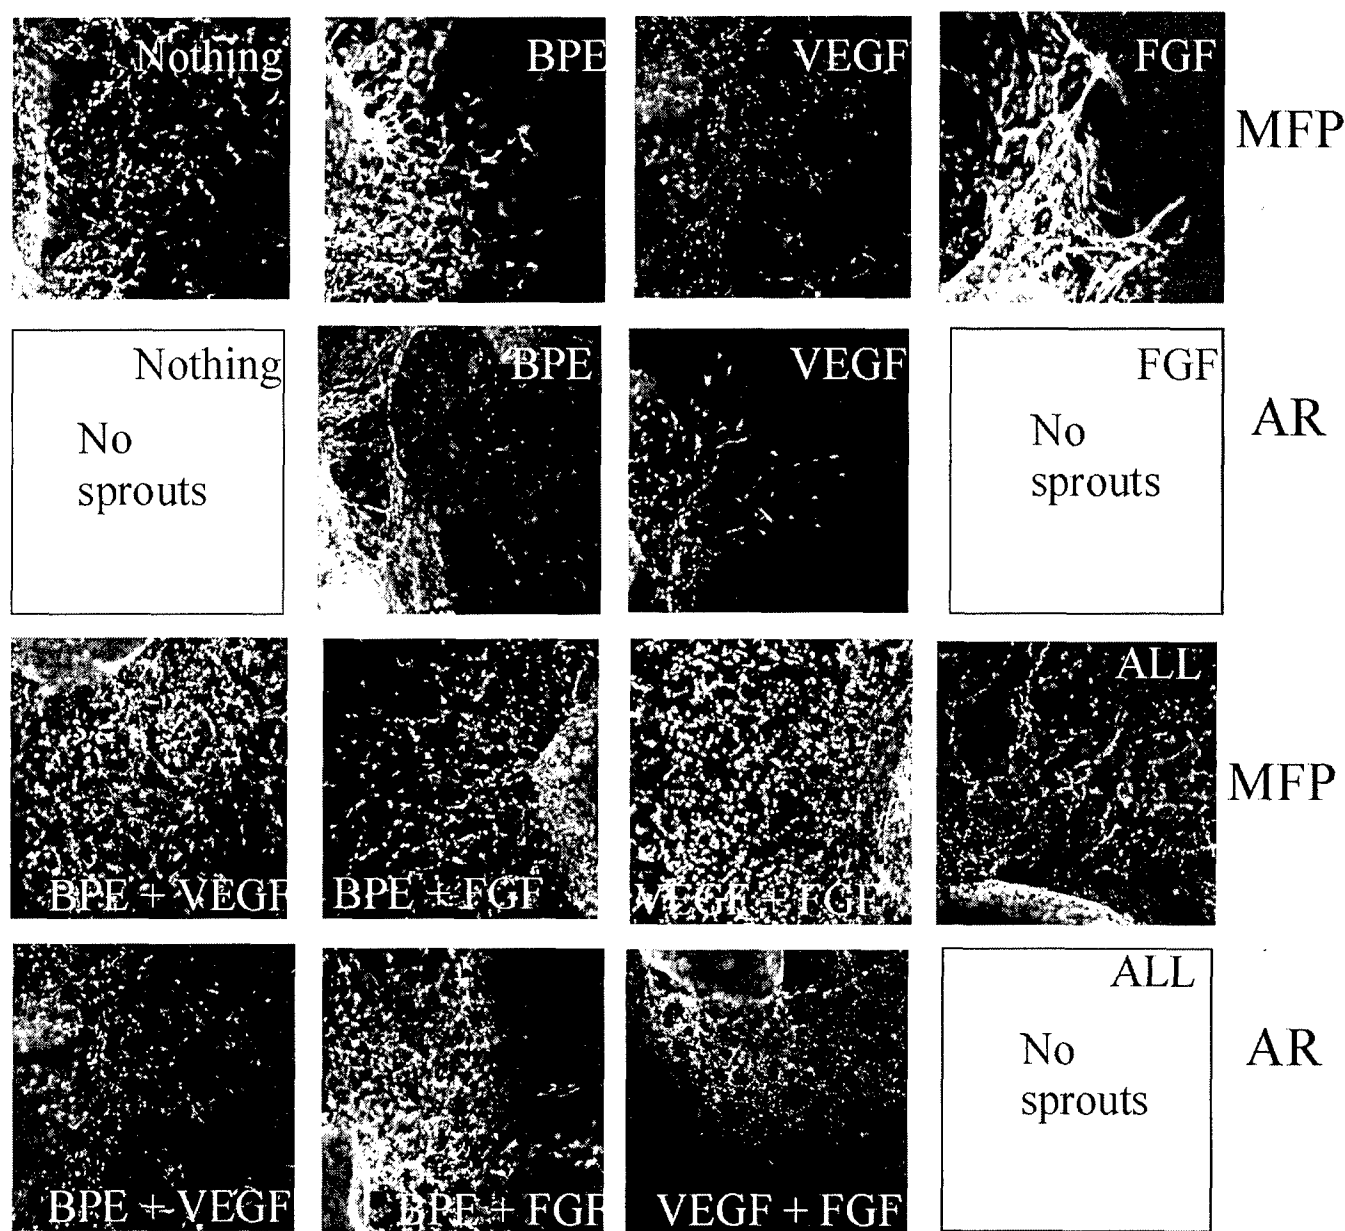 Nothing
BPE
VEGF
FGF
MFP
Nothing
No
sprouts
BPE
VEGF
FGF
No
sprouts
AR
BPE + VEGF
BPE + FGF
VEGF + FGF
ALL
MFP
BPE + VEGF
BPE + FGF
VEGF + FGF
ALL
No
sprouts
AR